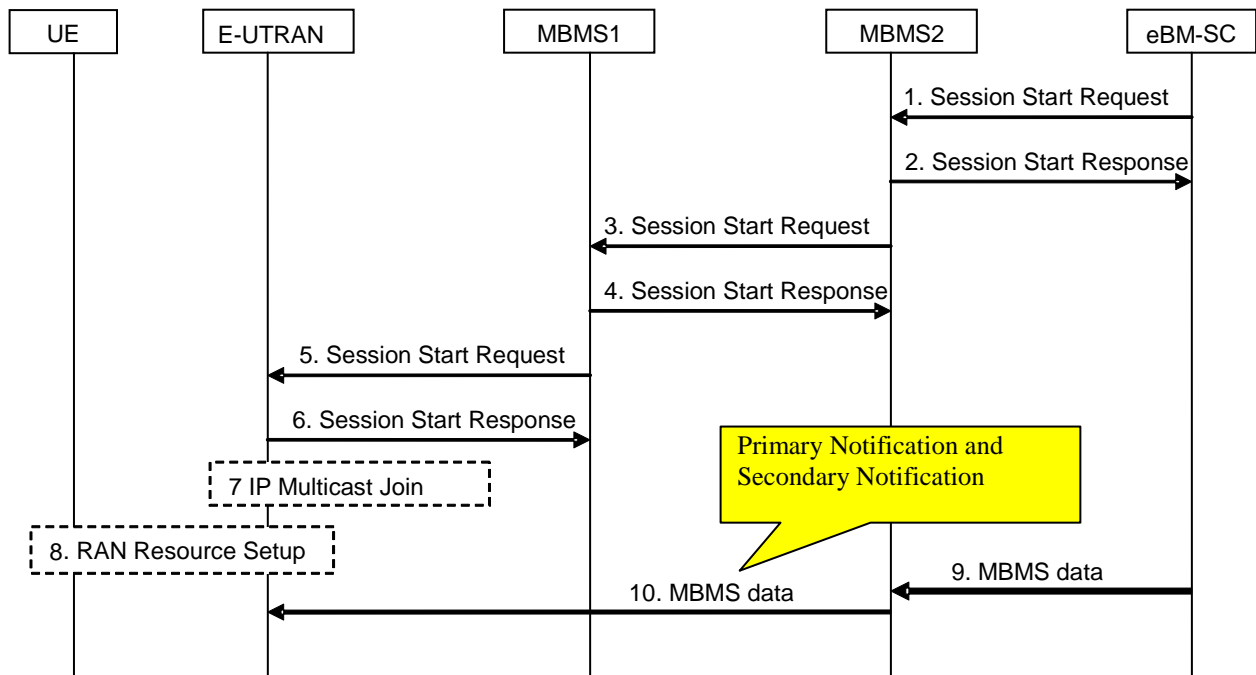 UE
E-UTRAN
MBMS1
MBMS2
eBM-SC
1. Session Start Request
2. Session Start Response
3. Session Start Request
4. Session Start Response
5. Session Start Request
6. Session Start Response
Primary Notification and
Secondary Notification
7 IP Multicast Join
8. RAN Resource Setup
9. MBMS data
10. MBMS data